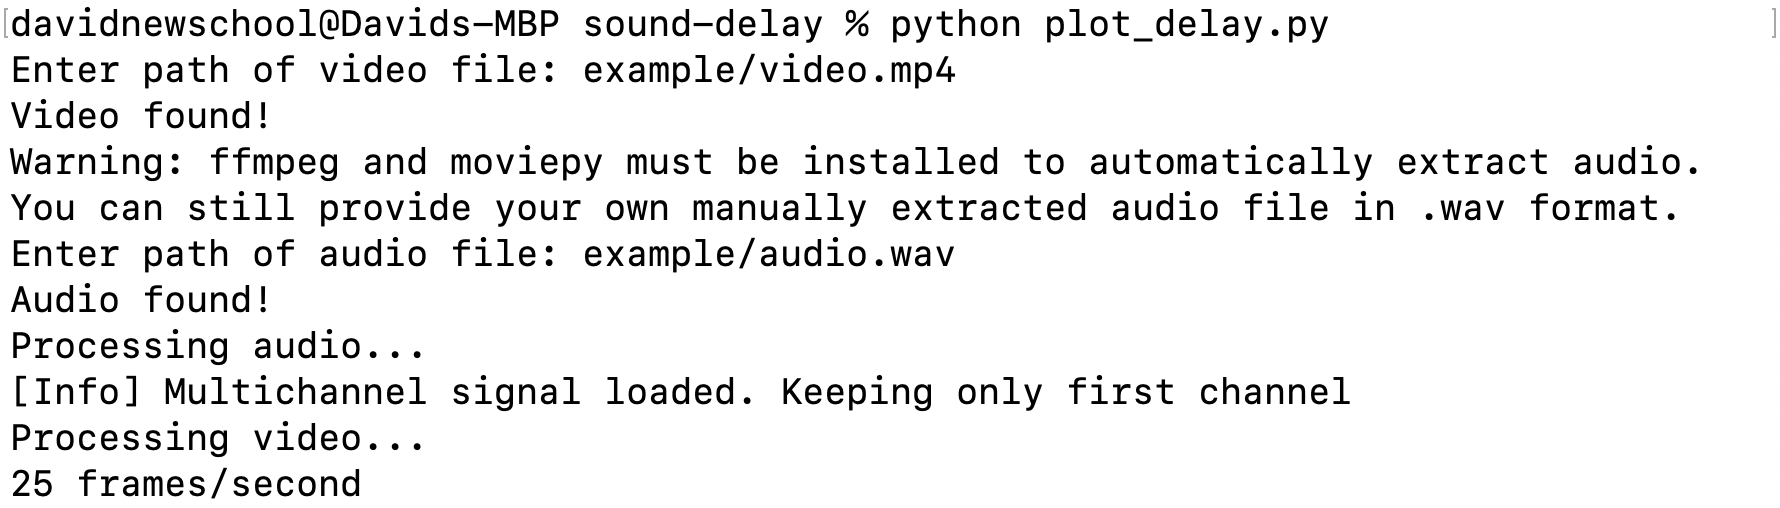 [davidnewschool@Davids-MBP sound-delay % python plot_delay.py ]
Enter path of video file: example/video.mp4
Video found!
Warning: ffmpeg and moviepy must be installed to automatically extract audio.
You can still provide your own manually extracted audio file in .wav format.
Enter path of audio file: example/audio.wav
Audio found!
Processing audio...
[Info] Multichannel signal loaded. Keeping only first channel
Processing video...
25 frames/second